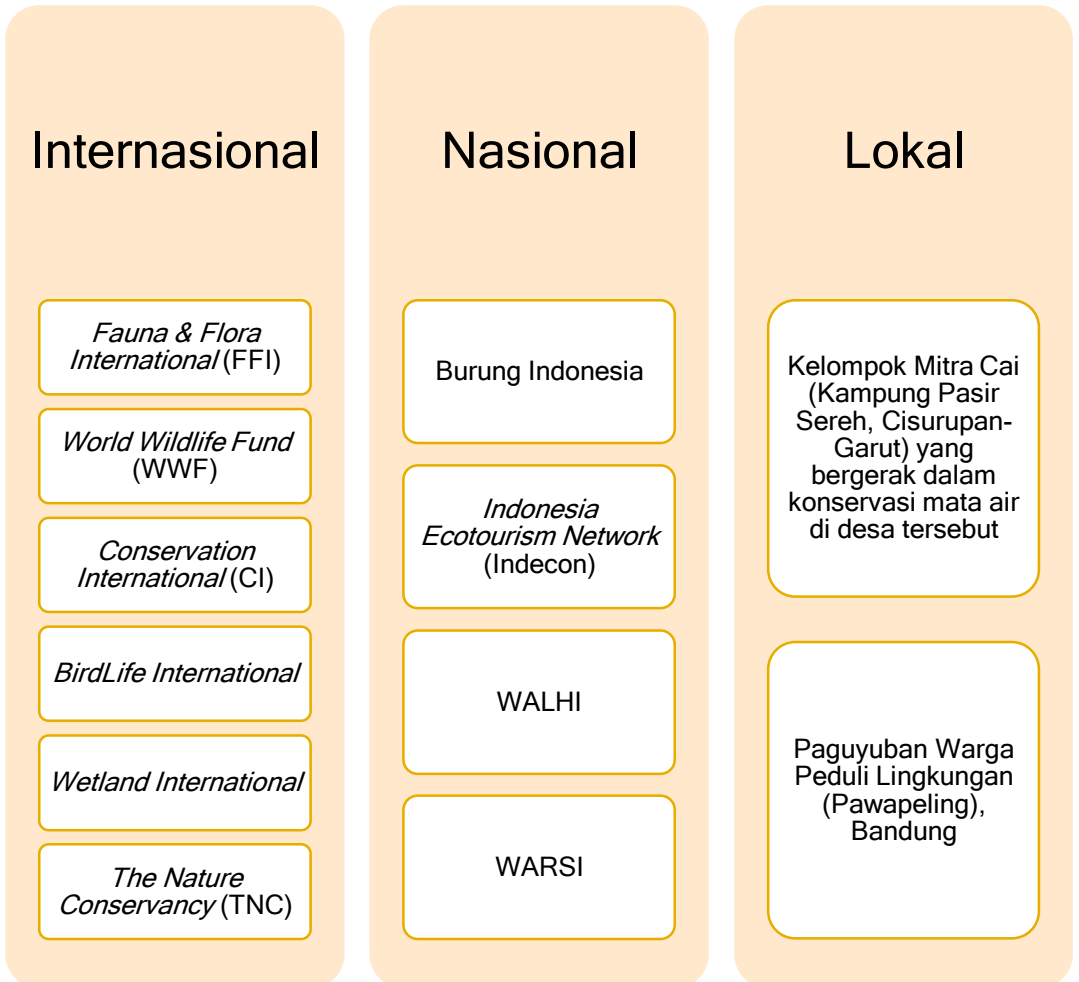 Internasional
Fauna & Flora
International (FFI)
World Wildlife Fund
(WWF)
Conservation
International (CI)
BirdLife International
Wetland International
The Nature
Conservancy (TNC)
Nasional
Burung Indonesia
Indonesia
Ecotourism Network
(Indecon)
WALHI
WARSI
Lokal
Kelompok Mitra Cai
(Kampung Pasir
Sereh, Cisurupan-
Garut) yang
bergerak dalam
konservasi mata air
di desa tersebut
Paguyuban Warga
Peduli Lingkungan
(Pawapeling),
Bandung